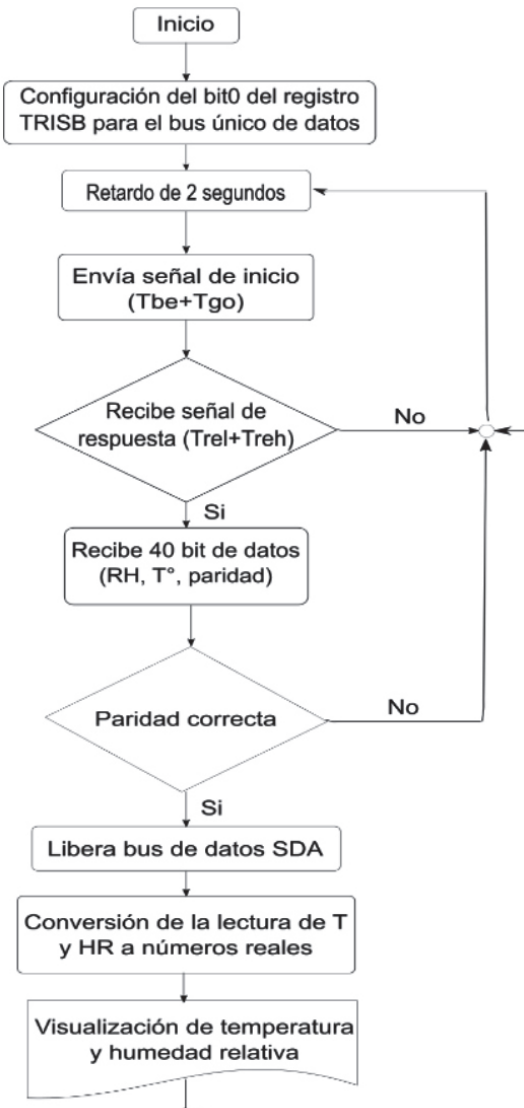 Inicio
Configuración del bit0 del registro
TRISB para el bus único de datos
Retardo de 2 segundos
Envía señal de inicio
(Tbe+Tgo)
Recibe señal de
respuesta (Trel+Treh)
No
Si
Recibe 40 bit de datos
(RH, T°, paridad)
Paridad correcta
No
Si
Libera bus de datos SDA
Conversión de la lectura de T
y HR a números reales
Visualización de temperatura
y humedad relativa